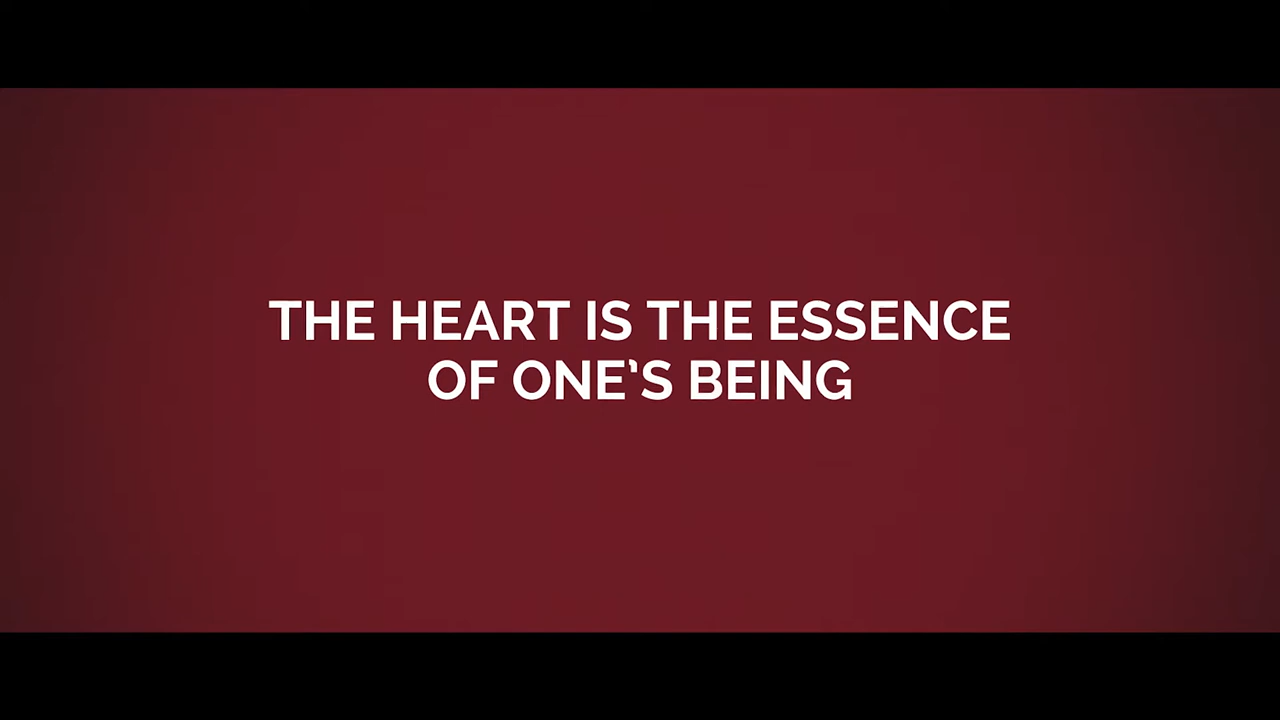 THE HEART IS THE ESSENCE
OF ONE’S BEING